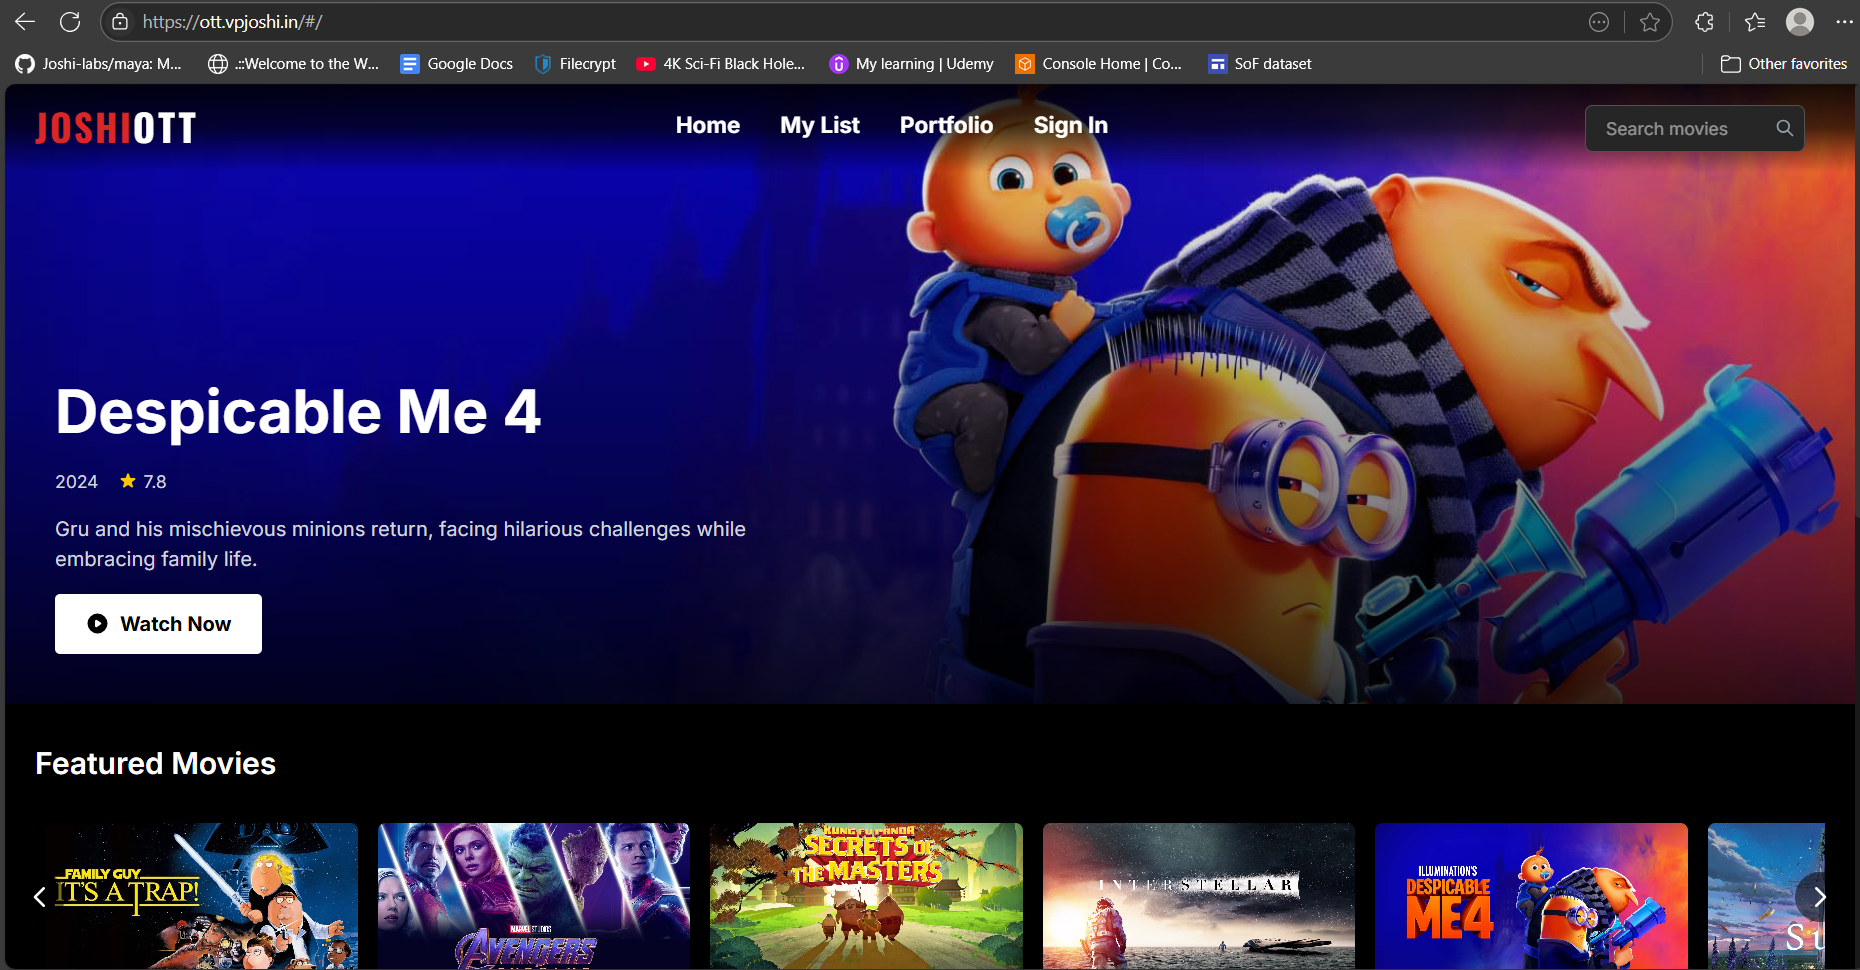 https://ott.vpjoshi.in/#/
Joshi-labs/maya: M...
.::Welcome to the W...
Google Docs
Filecrypt
4K Sci-Fi Black Hole...
My learning | Udemy
Console Home | Co...
SoF dataset
Other favorites
JOSHIOTT
Home
My List
Portfolio
Sign In
Search movies
Despicable Me 4
2024 7.8
Gru and his mischievous minions return, facing hilarious challenges while
embracing family life.
Watch Now
Featured Movies
FAMILY GUY
IT'S A TRAP!
MARVEL STUDIOS
AVENGERS
KUNG FU PANDA
SECRETS OF
THE MASTERS
INTERSTELLAR
ILLUMINATION'S
DESPICABLE
ME4